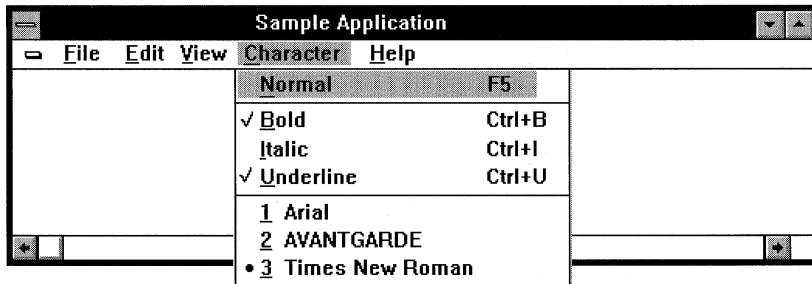 Sample Application
File Edit View Character Help
Normal F5
√ Bold Ctrl+B
Italic Ctrl+I
√ Underline Ctrl+U
1 Arial
2 AVANTGARDE
• 3 Times New Roman